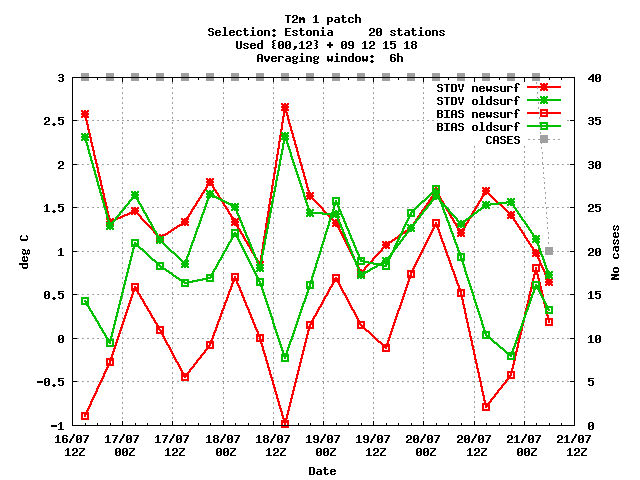 T2m 1 patch
Selection: Estonia     20 stations
Used {00,12} + 09 12 15 18
Averaging window:  6h
STDV newsurf
STDV oldsurf
BIAS newsurf
BIAS oldsurf
CASES
3
2.5
2
1.5
1
0.5
0
-0.5
-1
deg C
40
35
30
25
20
15
10
5
0
No cases
16/07 17/07 17/07 18/07 18/07 19/07 19/07 20/07 20/07 21/07 21/07
12Z 00Z 12Z 00Z 12Z 00Z 12Z 00Z 12Z 00Z 12Z
Date